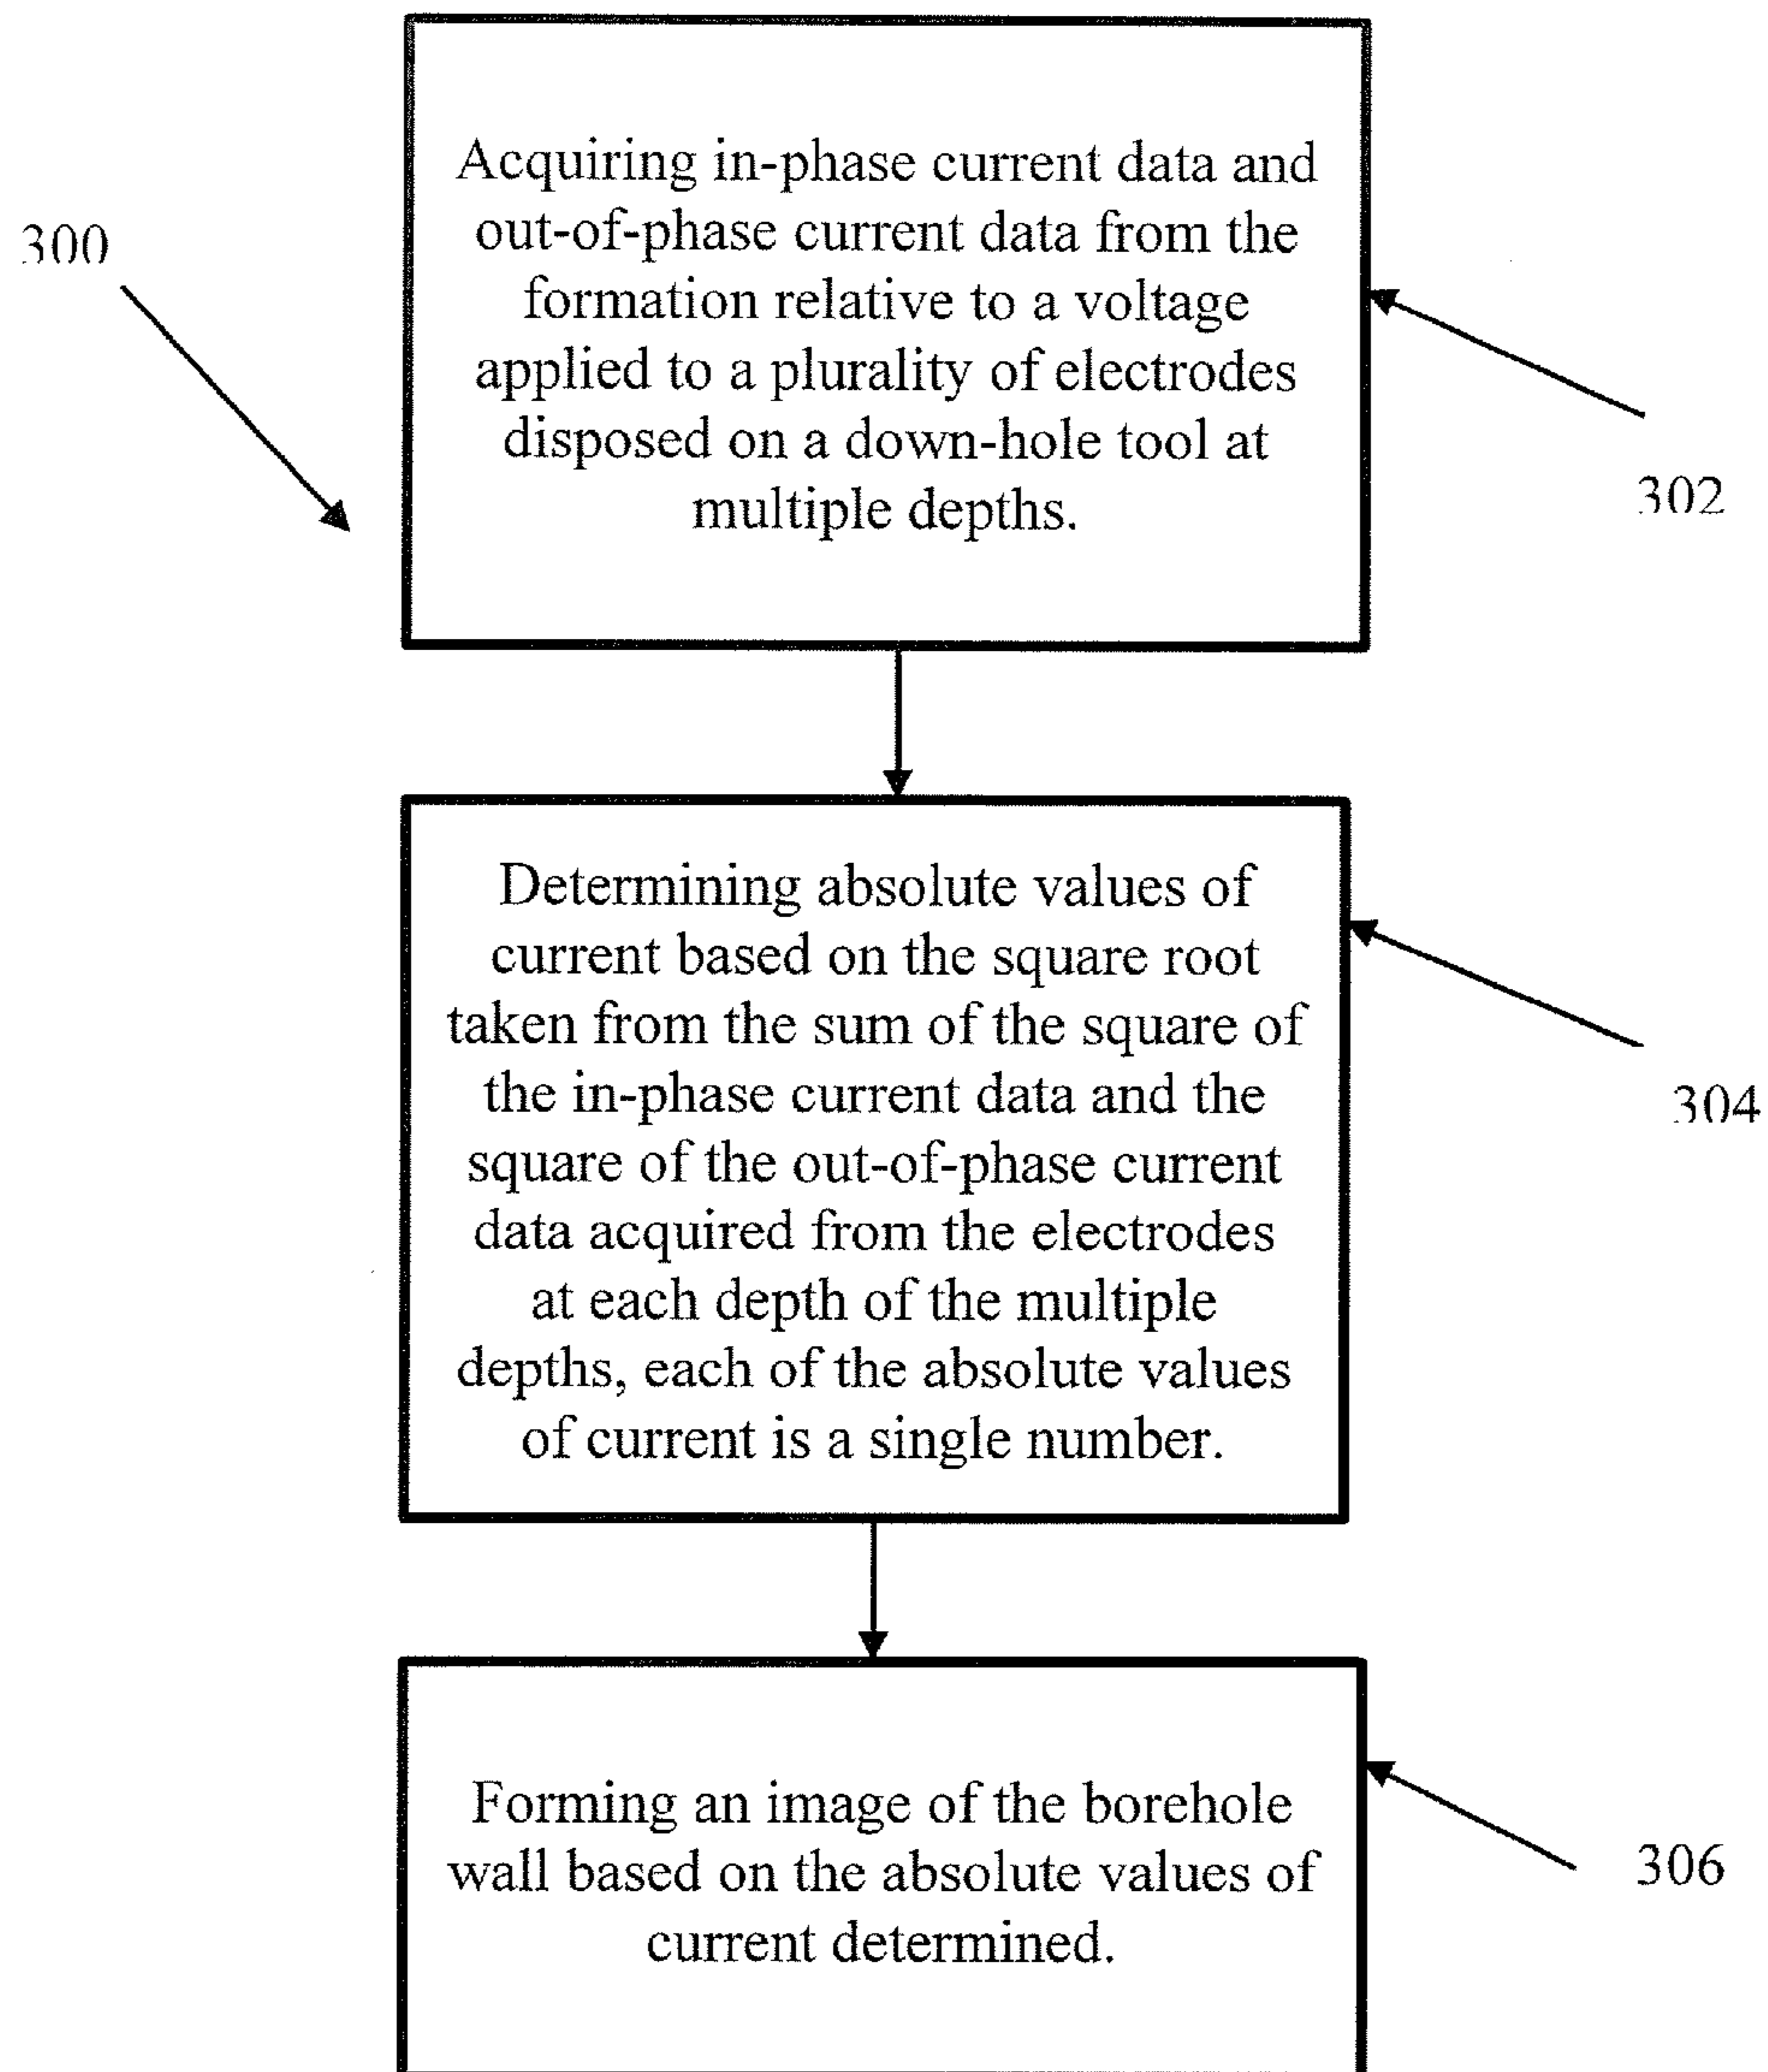 Acquiring in-phase current data and
out-of-phase current data from the
formation relative to a voltage
applied to a plurality of electrodes
disposed on a down-hole tool at
multiple depths.
300
302
Determining absolute values of
current based on the square root
taken from the sum of the square of
the in-phase current data and the
square of the out-of-phase current
data acquired from the electrodes
at each depth of the multiple
depths, each of the absolute values
of current is a single number.
304
Forming an image of the borehole
wall based on the absolute values of
current determined.
306